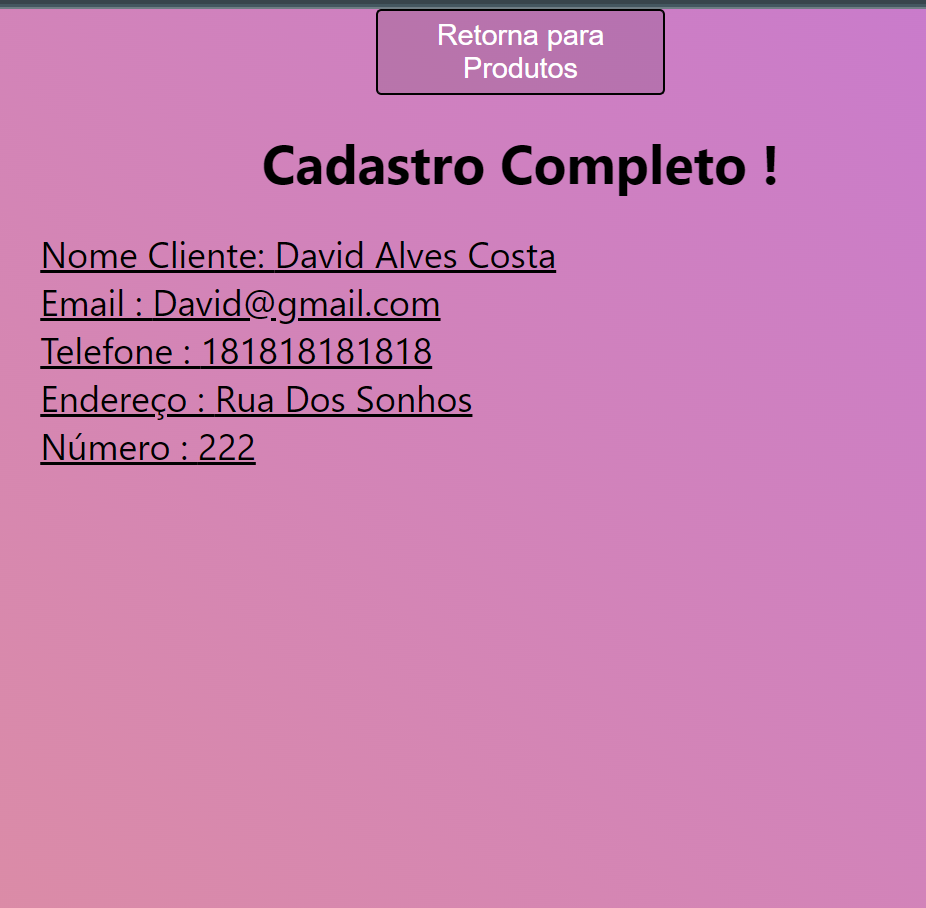 Retorna para
Produtos
Cadastro Completo !
Nome Cliente: David Alves Costa
Email : David@gmail.com
Telefone : 181818181818
Endereço : Rua Dos Sonhos
Número : 222